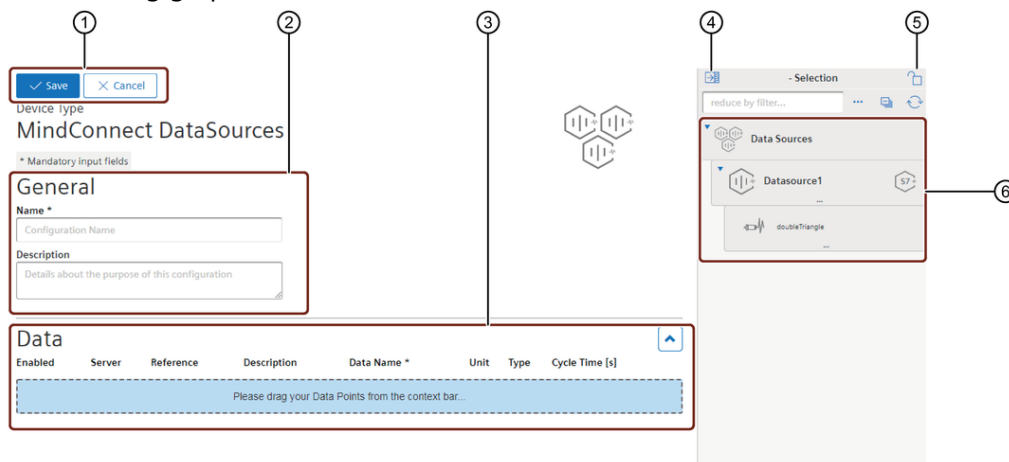 1
2
3
4
5
Save
Cancel
- Selection
Device Type
reduce by filter...
...
MindConnect DataSources
Data Sources
* Mandatory input fields
General
Datasource1
S7+
...
6
Name *
Configuration Name
doubleTriangle
...
Description
Details about the purpose of this configuration
Data
Enabled Server Reference Description Data Name * Unit Type Cycle Time [s]
Please drag your Data Points from the context bar...